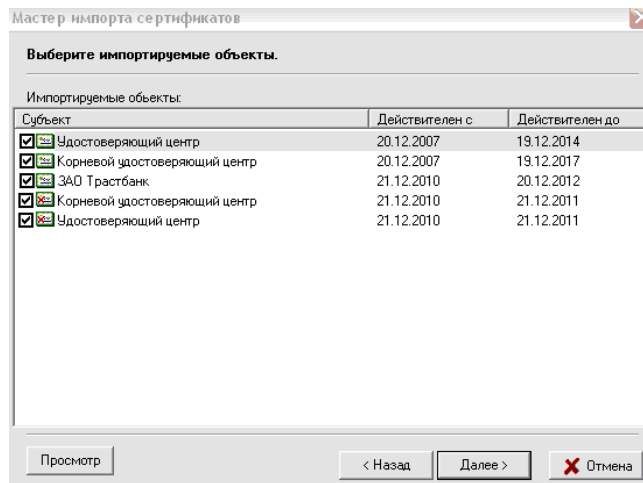 Мастер импорта сертификатов
Выберите импортируемые объекты.
Импортируемые объекты:
Субъект Действителен с Действителен до
Удостоверяющий центр 20.12.2007 19.12.2014
Корневой удостоверяющий центр 20.12.2007 19.12.2017
ЗАО Трастбанк 21.12.2010 20.12.2012
Корневой удостоверяющий центр 21.12.2010 21.12.2011
Удостоверяющий центр 21.12.2010 21.12.2011
Просмотр < Назад Далее > Отмена